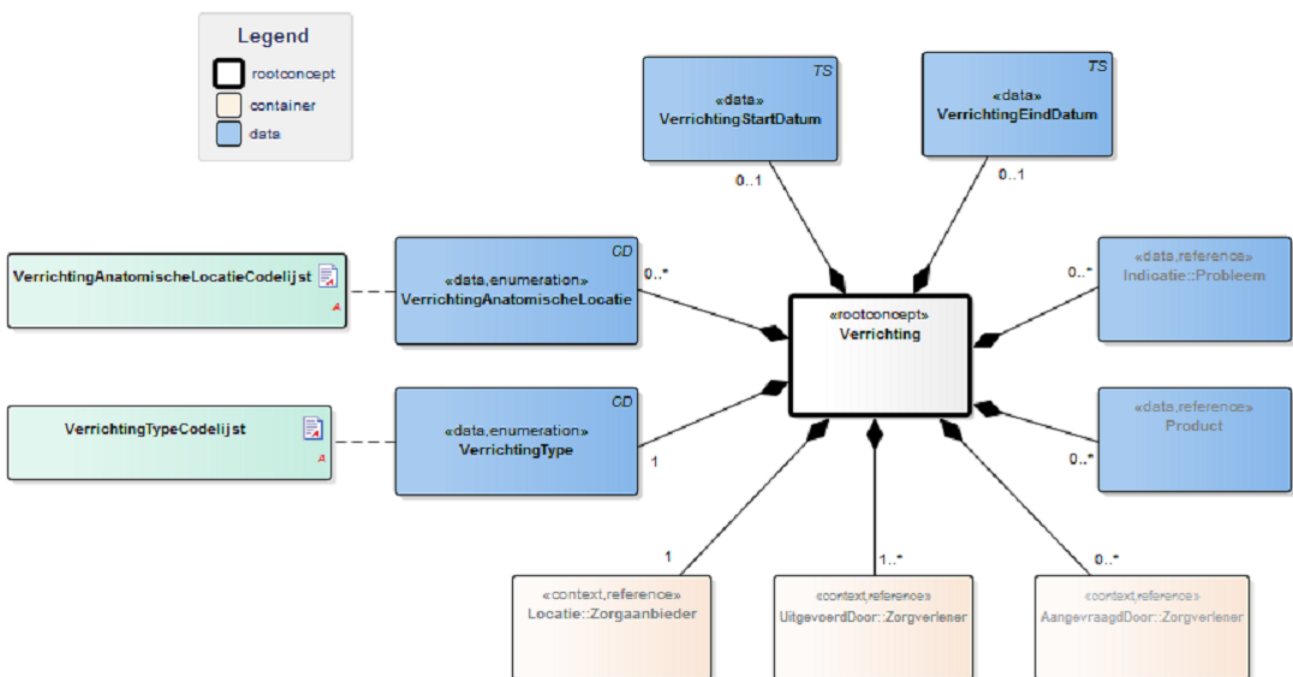 Legend
rootconcept
container
data
TS
«data»
VerrichtingStartDatum
0..1
TS
«data»
VerrichtingEindDatum
0..1
VerrichtingAnatomischeLocatieCodelijst
A
CD
«data,enumeration»
VerrichtingAnatomischeLocatie
0..*
«rootconcept»
Verrichting
«data,reference»
Indicatie::Probleem
0..*
VerrichtingTypeCodelijst
A
CD
«data,enumeration»
VerrichtingType
1
«data,reference»
Product
0..*
1
«context,reference»
Locatie::Zorgaanbieder
1..*
«context,reference»
UitgevoerdDoor::Zorgverlener
0..*
«context,reference»
AangevraagdDoor::Zorgverlener